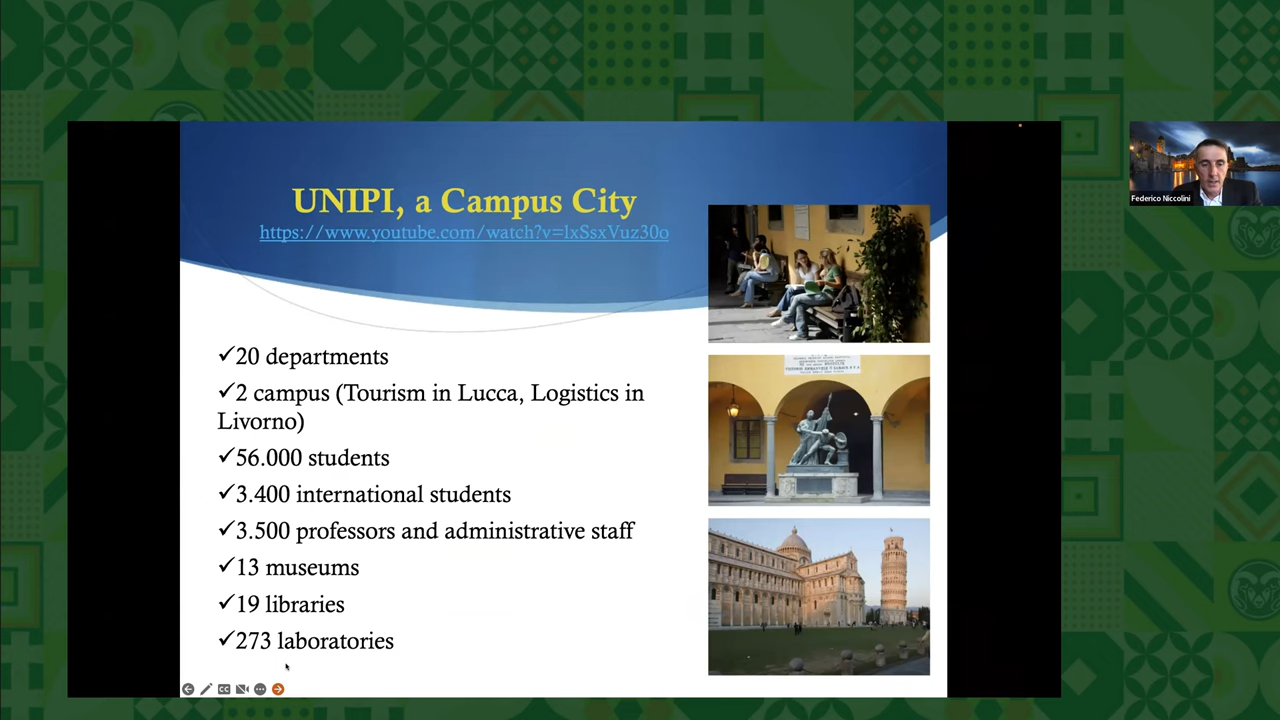 UNIPI, a Campus City
https://www.youtube.com/watch?v=lxSsxVuz30o
✓20 departments
✓2 campus (Tourism in Lucca, Logistics in
Livorno)
✓56.000 students
✓3.400 international students
✓3.500 professors and administrative staff
✓13 museums
✓19 libraries
✓273 laboratories
Federico Niccolini
CC